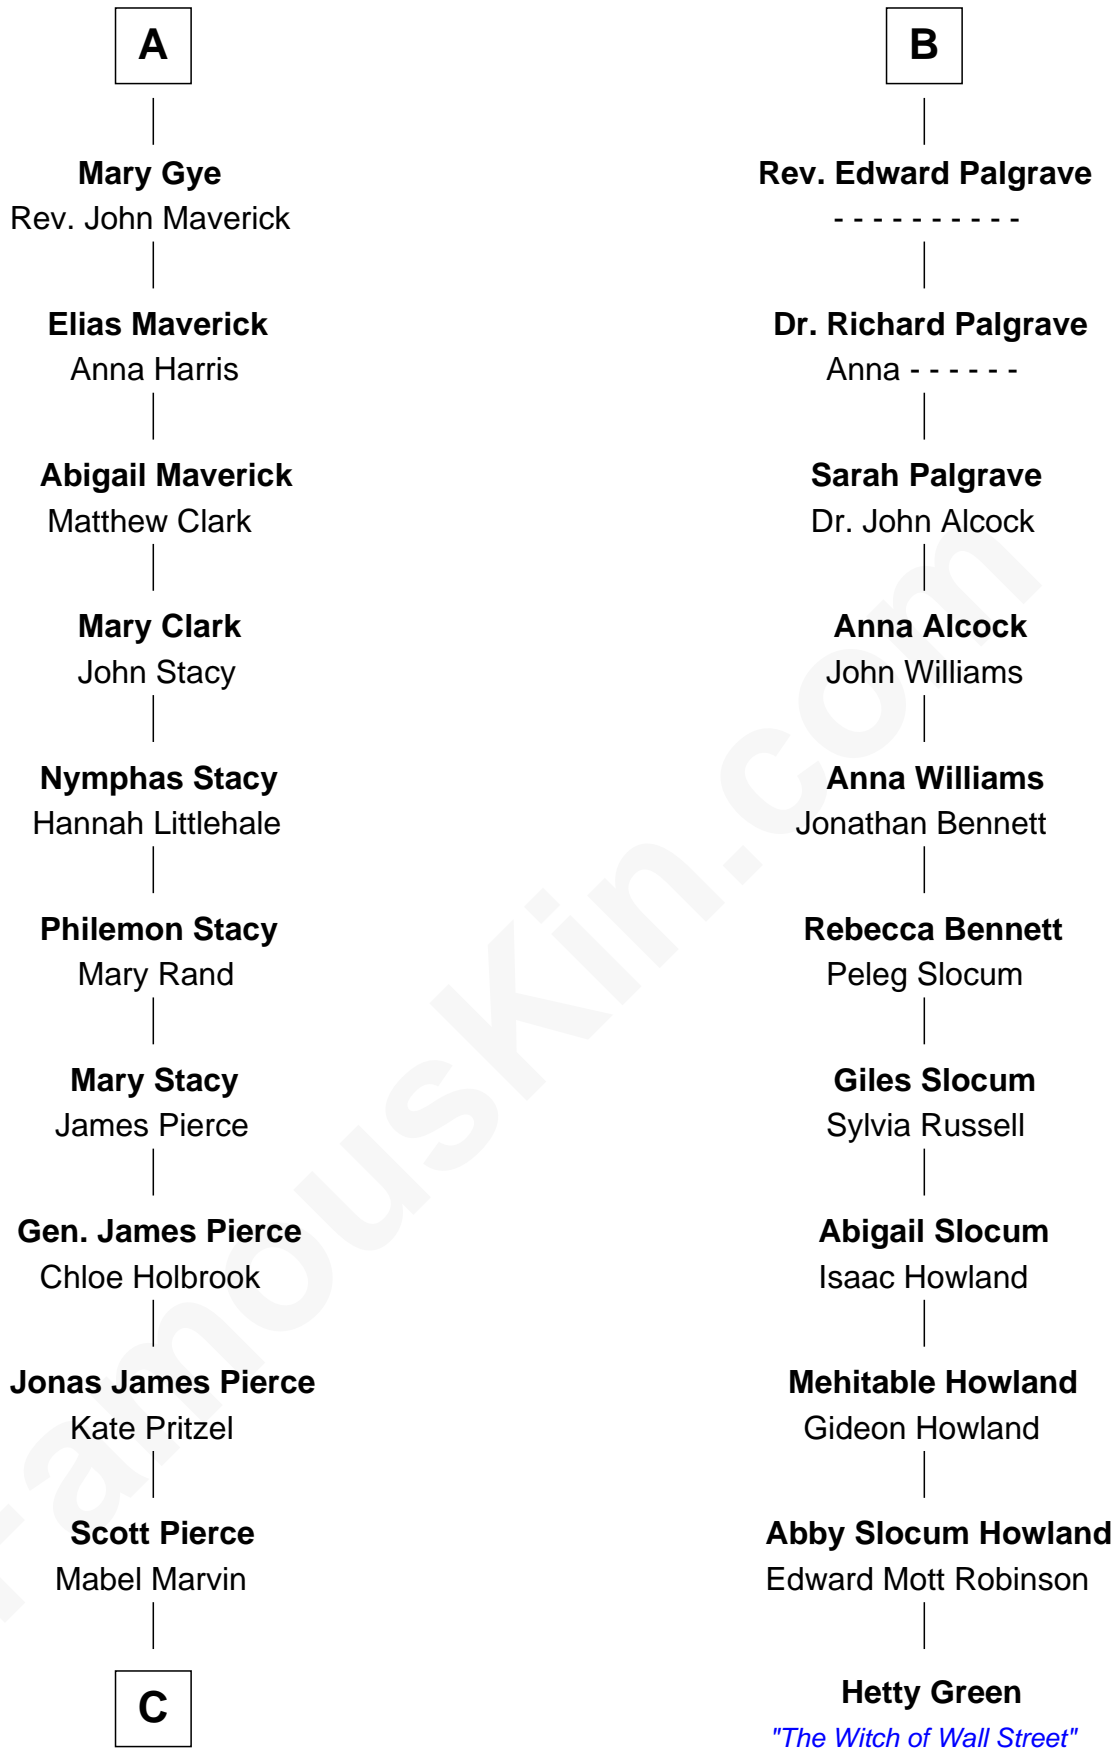 A
Mary Gye
Rev. John Maverick
Elias Maverick
Anna Harris
Abigail Maverick
Matthew Clark
Mary Clark
John Stacy
Nymphas Stacy
Hannah Littlehale
Philemon Stacy
Mary Rand
Mary Stacy
James Pierce
Gen. James Pierce
Chloe Holbrook
Jonas James Pierce
Kate Pritzel
Scott Pierce
Mabel Marvin
C
B
Rev. Edward Palgrave
- - - - - - - - - -
Dr. Richard Palgrave
Anna - - - - - -
Sarah Palgrave
Dr. John Alcock
Anna Alcock
John Williams
Anna Williams
Jonathan Bennett
Rebecca Bennett
Peleg Slocum
Giles Slocum
Sylvia Russell
Abigail Slocum
Isaac Howland
Mehitable Howland
Gideon Howland
Abby Slocum Howland
Edward Mott Robinson
Hetty Green
"The Witch of Wall Street"
FamousKin.com